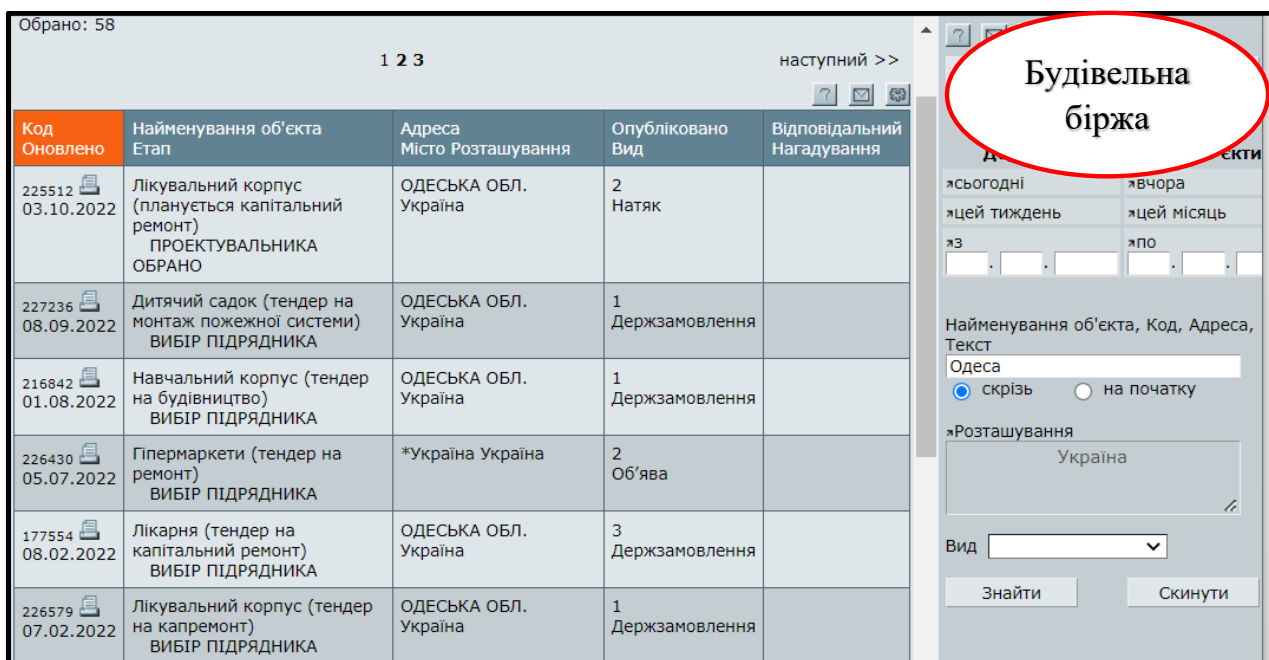 Обрано: 58
1 2 3
наступний >>
Код
Оновлено
Найменування об'єкта
Етап
Адреса
Місто Розташування
Опубліковано
Вид
Відповідальний
Нагадування
225512
03.10.2022
Лікувальний корпус
(планується капітальний
ремонт)
ПРОЕКТУВАЛЬНИКА
ОБРАНО
ОДЕСЬКА ОБЛ.
Україна
2
Натяк
227236
08.09.2022
Дитячий садок (тендер на
монтаж пожежної системи)
ВИБІР ПІДРЯДНИКА
ОДЕСЬКА ОБЛ.
Україна
1
Держзамовлення
216842
01.08.2022
Навчальний корпус (тендер
на будівництво)
ВИБІР ПІДРЯДНИКА
ОДЕСЬКА ОБЛ.
Україна
1
Держзамовлення
226430
05.07.2022
Гіпермаркети (тендер на
ремонт)
ВИБІР ПІДРЯДНИКА
*Україна Україна
2
Об’ява
177554
08.02.2022
Лікарня (тендер на
капітальний ремонт)
ВИБІР ПІДРЯДНИКА
ОДЕСЬКА ОБЛ.
Україна
3
Держзамовлення
226579
07.02.2022
Лікувальний корпус (тендер
на капремонт)
ВИБІР ПІДРЯДНИКА
ОДЕСЬКА ОБЛ.
Україна
1
Держзамовлення
Будівельна
біржа
сьогодні
вчора
цей тиждень
цей місяць
з
по
Найменування об'єкта, Код, Адреса,
Текст
Одеса
скрізь
на початку
Розташування
Україна
Вид
Знайти
Скинути